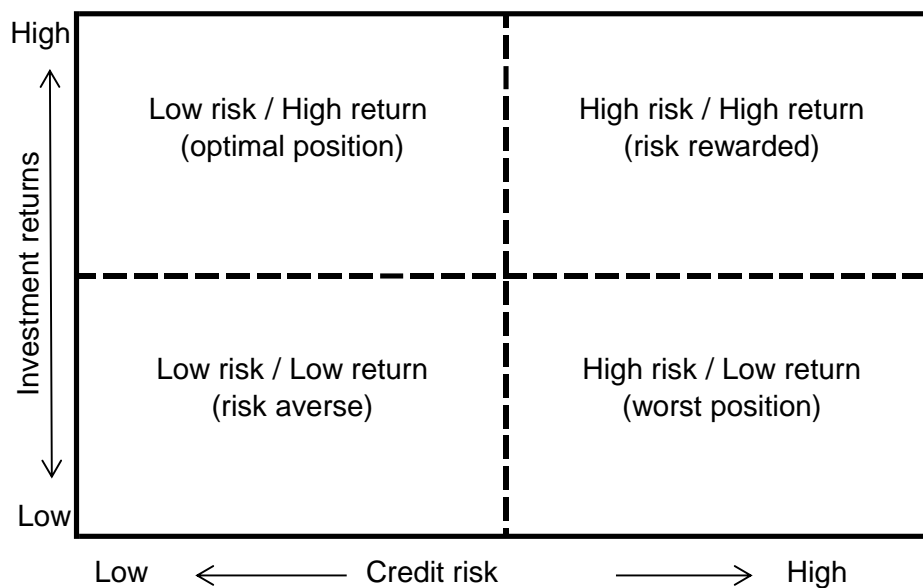 High
Low risk / High return
(optimal position)
High risk / High return
(risk rewarded)
Investment returns
Low risk / Low return
(risk averse)
High risk / Low return
(worst position)
Low
Low
Credit risk
High